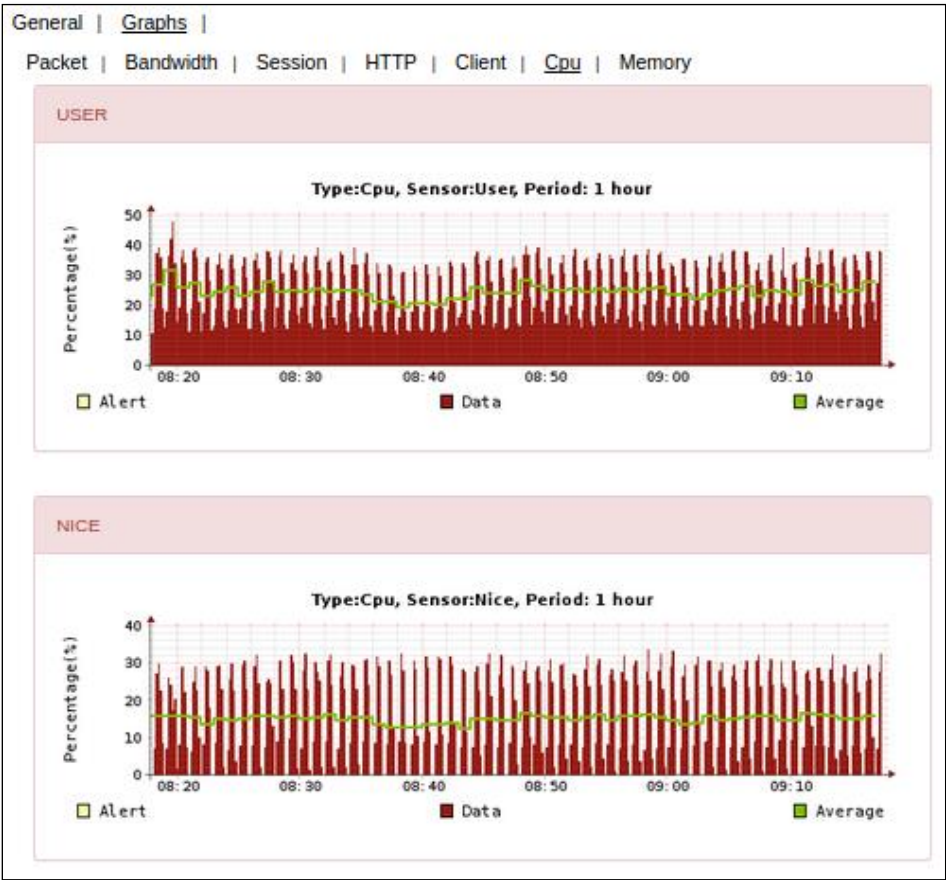 General | Graphs |
Packet | Bandwidth | Session | HTTP | Client | Cpu | Memory
USER
Type:Cpu, Sensor:User, Period: 1 hour
Percentage(%)
50
40
30
20
10
0
08:20 08:30 08:40 08:50 09:00 09:10
Alert Data Average
NICE
Type:Cpu, Sensor:Nice, Period: 1 hour
Percentage(%)
40
30
20
10
0
08:20 08:30 08:40 08:50 09:00 09:10
Alert Data Average